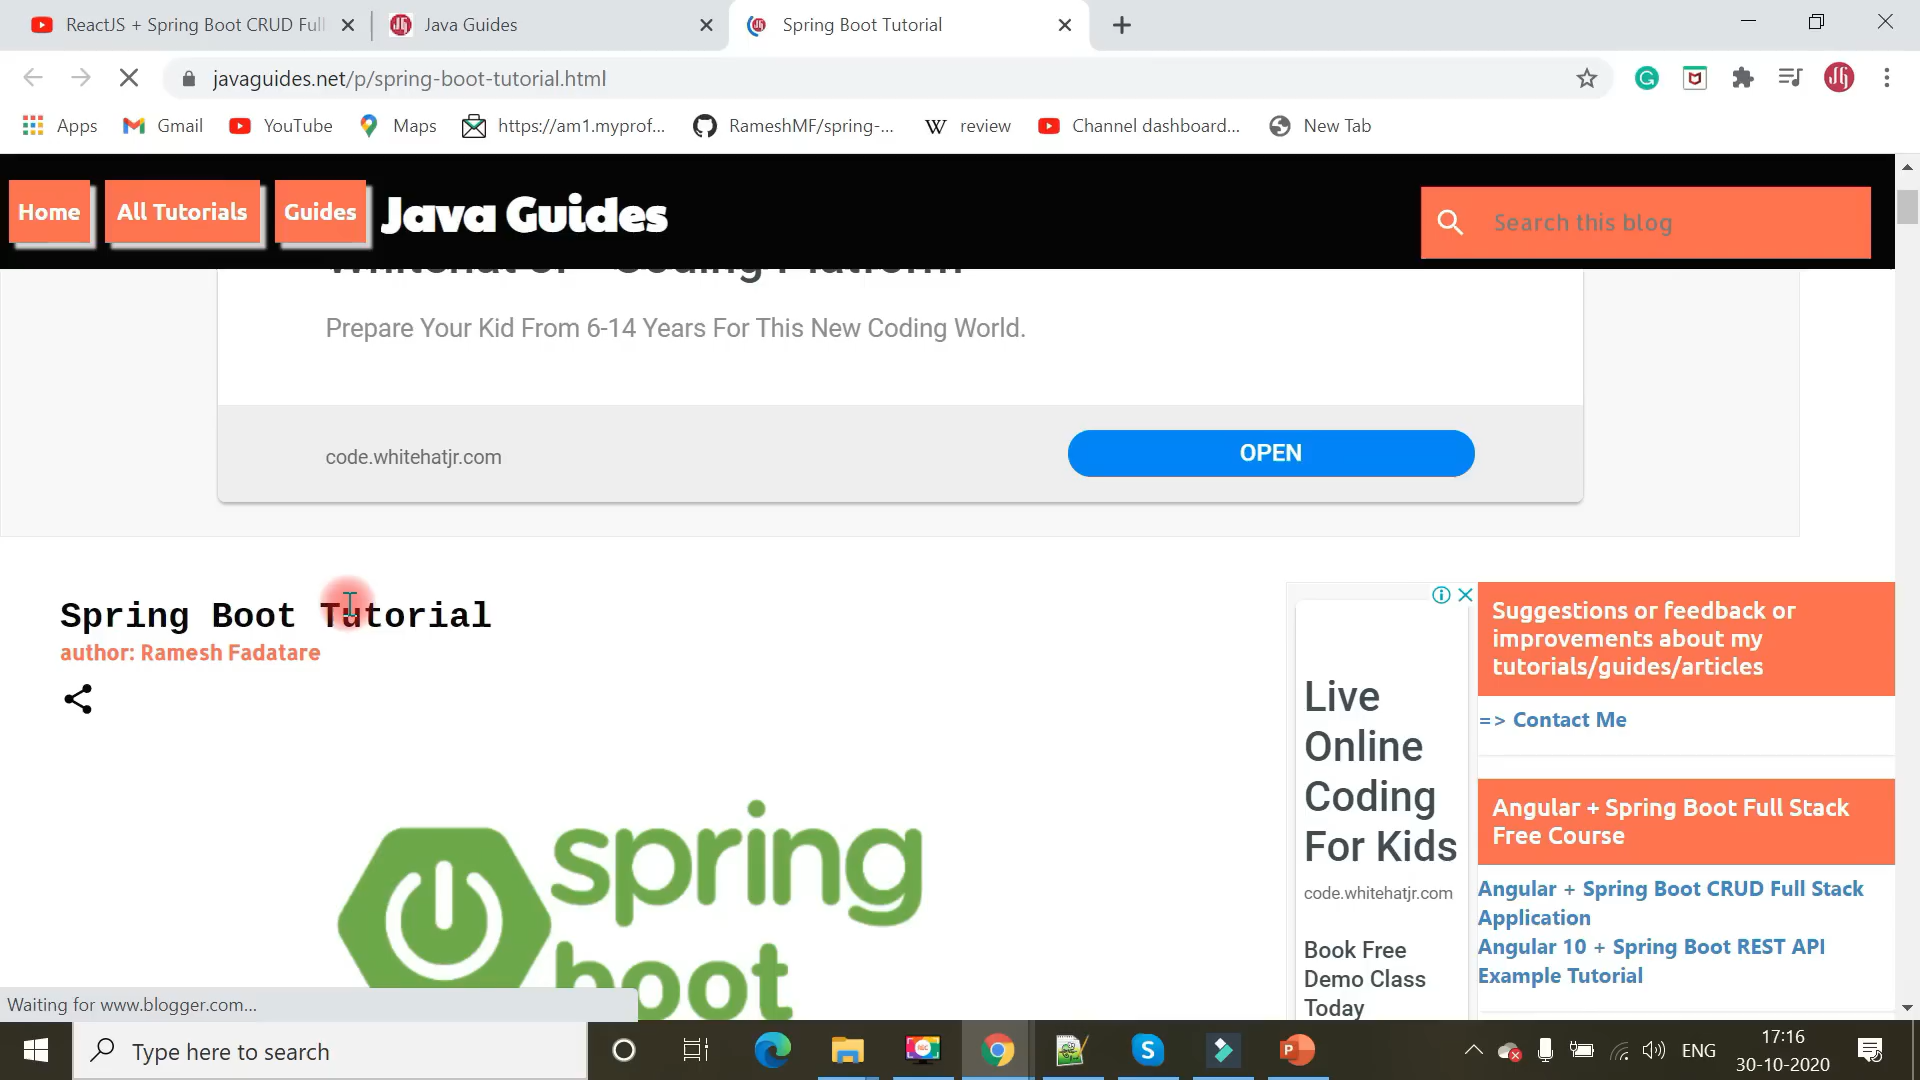 ReactJS + Spring Boot CRUD Full
Java Guides
Spring Boot Tutorial
javaguides.net/p/spring-boot-tutorial.html
Apps
Gmail
YouTube
Maps
https://am1.myprof...
RameshMF/spring-...
review
Channel dashboard...
New Tab
Home
All Tutorials
Guides
Java Guides
Search this blog
Whitehat Jr - Coding Platform
Prepare Your Kid From 6-14 Years For This New Coding World.
code.whitehatjr.com
OPEN
Spring Boot Tutorial
author: Ramesh Fadatare
spring
boot
Live
Online
Coding
For Kids
code.whitehatjr.com
Book Free
Demo Class
Today
Suggestions or feedback or
improvements about my
tutorials/guides/articles
=> Contact Me
Angular + Spring Boot Full Stack
Free Course
Angular + Spring Boot CRUD Full Stack
Application
Angular 10 + Spring Boot REST API
Example Tutorial
Waiting for www.blogger.com...
Type here to search
ENG
17:16
30-10-2020